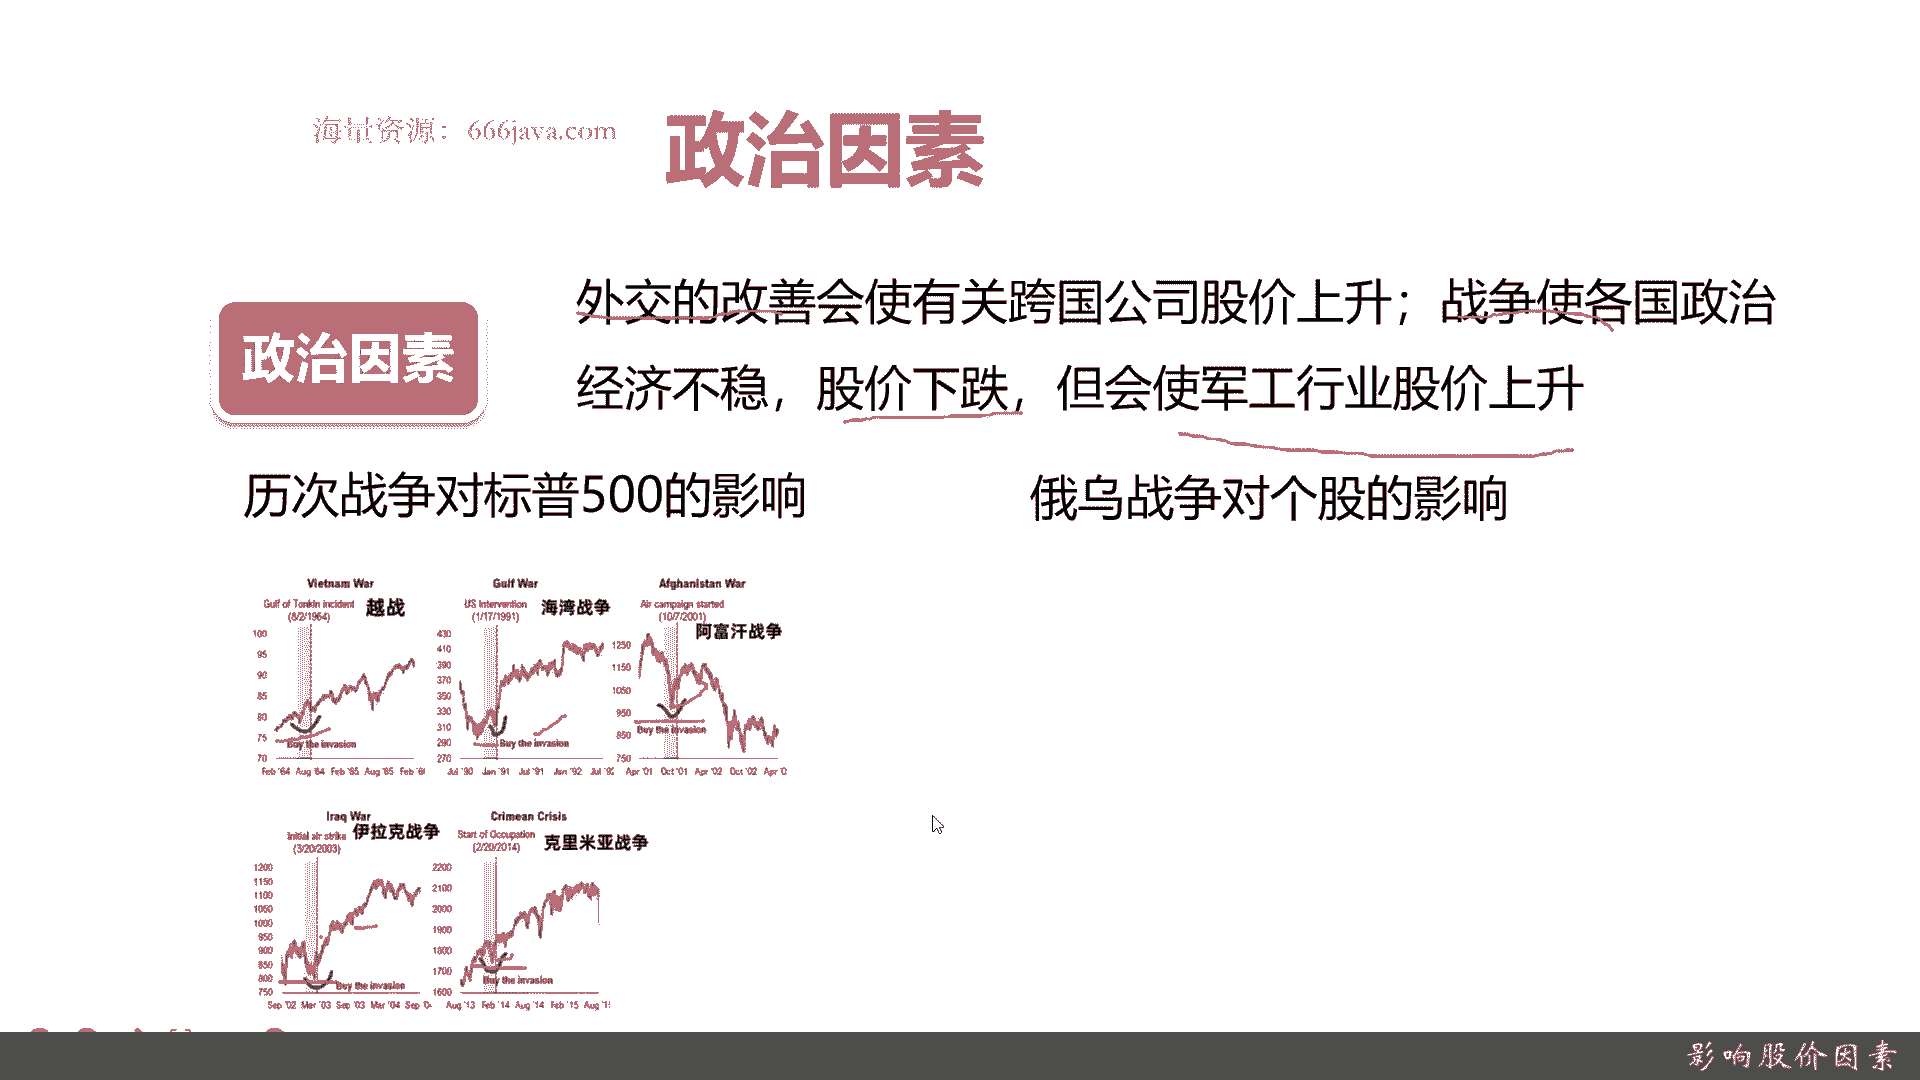 海量资源：666java.com
政治因素
政治因素
外交的改善会使有关跨国公司股价上升；战争使各国政治
经济不稳，股价下跌，但会使军工行业股价上升
历次战争对标普500的影响
俄乌战争对个股的影响
Vietnam War
Gulf of Tonkin Incident
(8/2/1964)
越战
100
95
90
85
80
75
70
Buy the invasion
Feb '64 Aug '64 Feb '65 Aug '65
Gulf War
US Intervention
(1/17/1991)
海湾战争
430
410
390
370
350
330
310
290
270
Buy the invasion
Jul '90 Jan '91 Jul '91 Jan '92
Afghanistan War
Air campaign started
(10/7/2001)
阿富汗战争
1250
1150
1050
950
850
750
Buy the invasion
Apr '01 Oct '01 Apr '02 Oct '02
Iraq War
Initial air strike
(3/20/2003)
伊拉克战争
1200
1150
1100
1050
1000
950
900
850
800
750
Buy the invasion
Sep '02 Mar '03 Sep '03 Mar '04
Crimean Crisis
Start of Occupation
(2/20/2014)
克里米亚战争
2200
2100
2000
1900
1800
1700
1600
Buy the invasion
Aug '13 Feb '14 Aug '14 Feb '15
影响股价因素